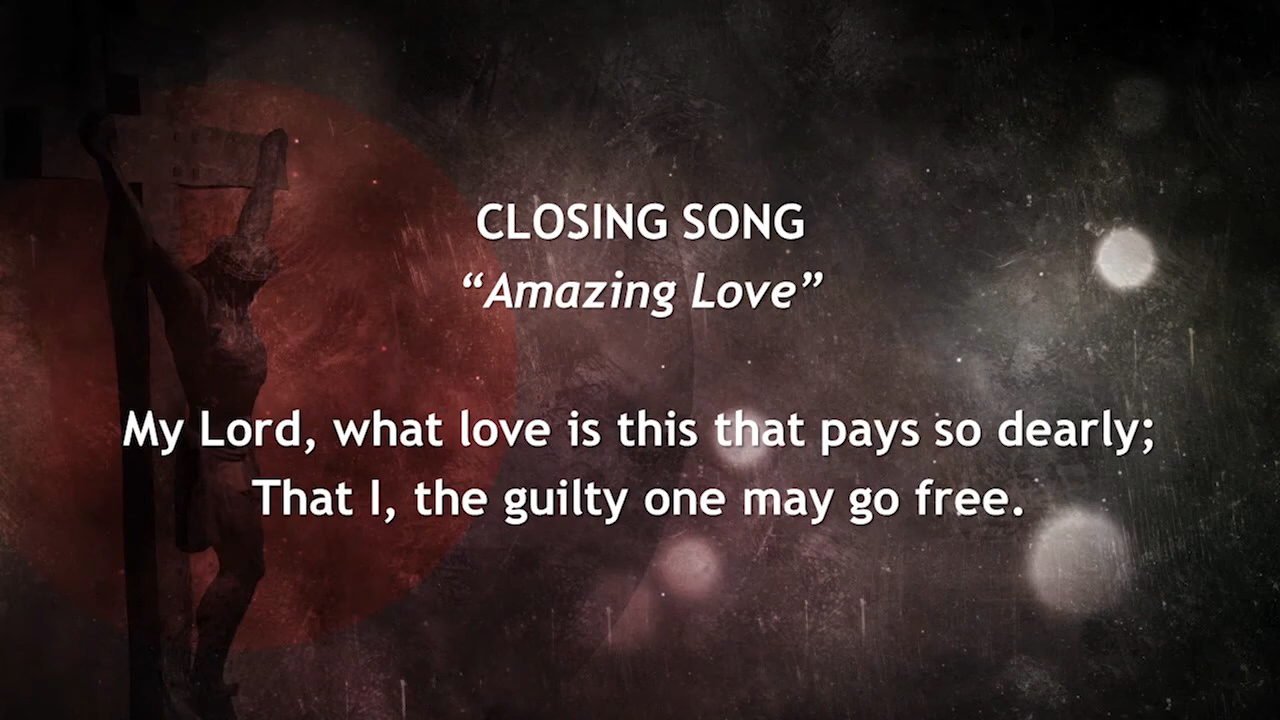 CLOSING SONG
“Amazing Love”
My Lord, what love is this that pays so dearly;
That I, the guilty one may go free.